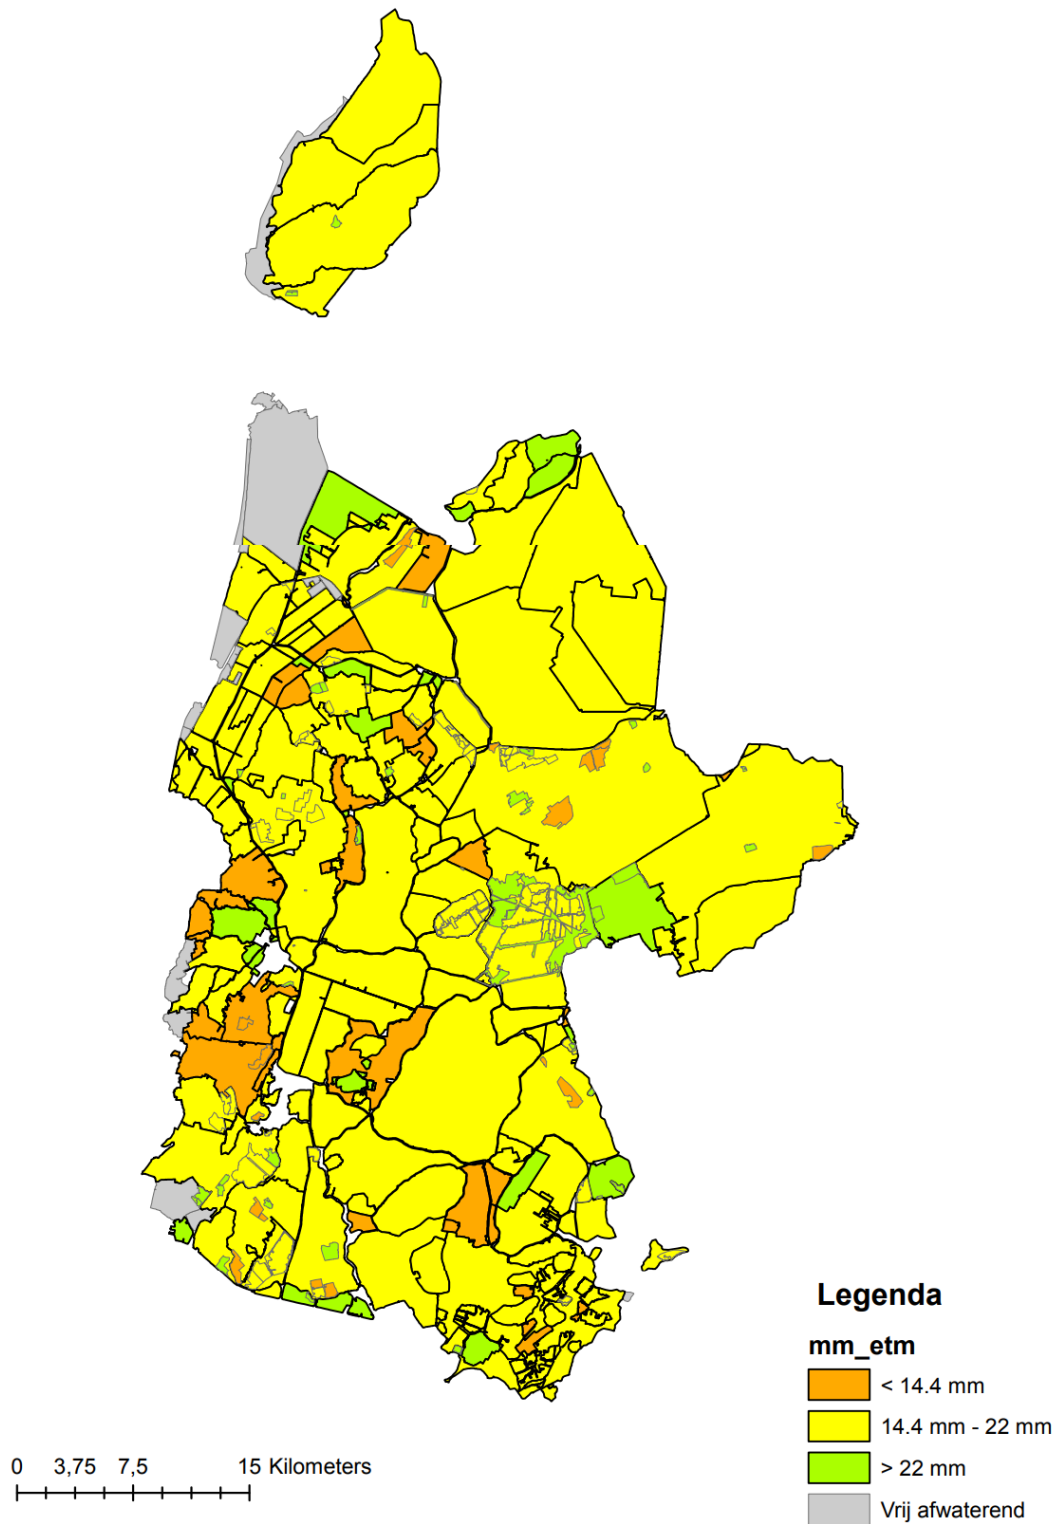 Legenda
mm_etm
< 14.4 mm
14.4 mm - 22 mm
> 22 mm
Vrij afwaterend
0 3,75 7,5 15 Kilometers